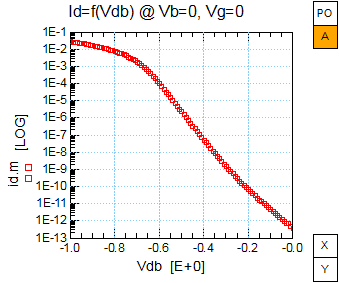 Id=f(Vdb) @ Vb=0, Vg=0
PO
A
1E-1
1E-2
1E-3
1E-4
1E-5
1E-6
1E-7
1E-8
1E-9
1E-10
1E-11
1E-12
1E-13
id.m [LOG]
-1.0 -0.8 -0.6 -0.4 -0.2 -0.0
Vdb [E+0]
X
Y